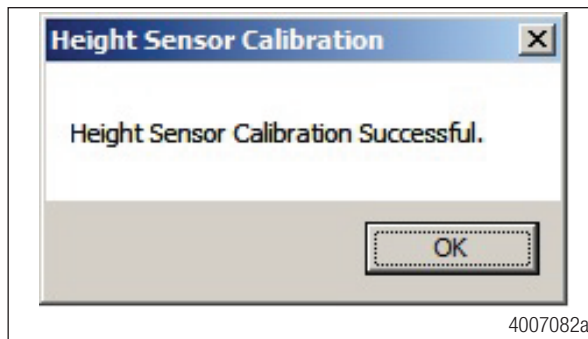 Height Sensor Calibration
Height Sensor Calibration Successful.
OK
4007082a